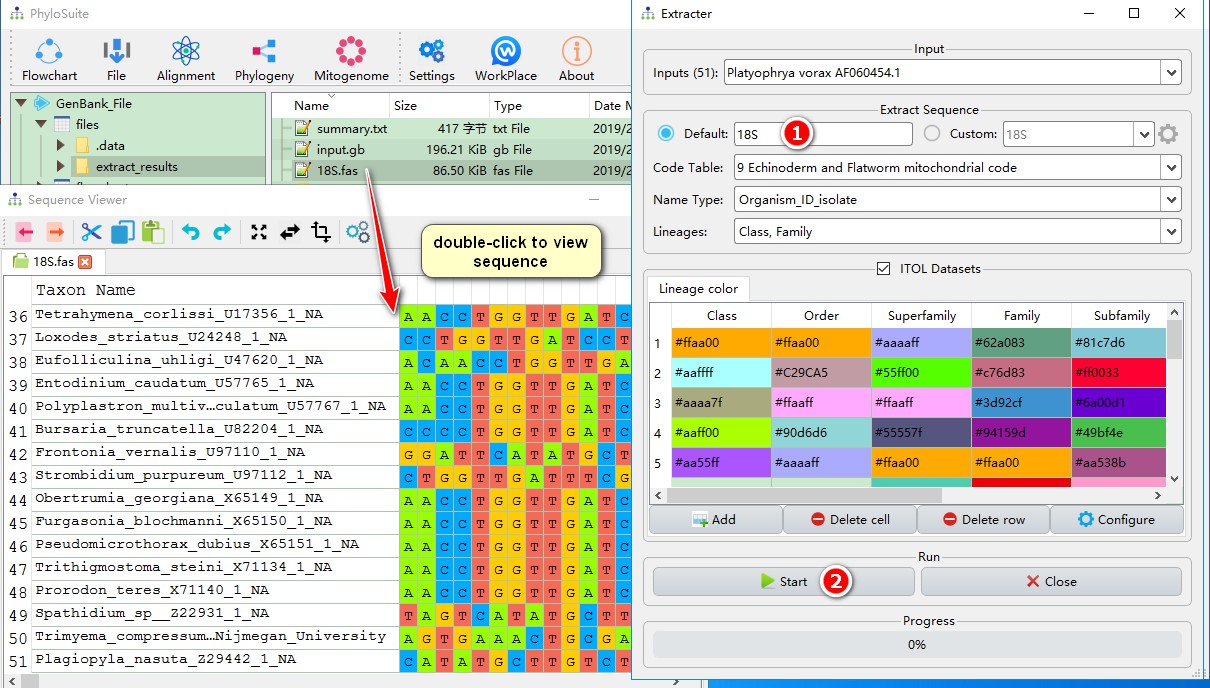 PhyloSuite
Flowchart File Alignment Phylogeny Mitogenome Settings WorkPlace About
GenBank_File
files
.data
extract_results
Name Size Type Date M
summary.txt 417 字节 txt File 2019/2
input.gb 196.21 KiB gb File 2019/2
18S.fas 86.50 KiB fas File 2019/2
Sequence Viewer
double-click to view
sequence
18S.fas
Taxon Name
36 Tetrahymena_corlissi_U17356_1_NA A A C C T G G T T G A T C
37 Loxodes_striatus_U24248_1_NA C C T G G T T G A T C C T
38 Eufolliculina_uhligi_U47620_1_NA A C A A C C T G G T T G A
39 Entodinium_caudatum_U57765_1_NA A A C C T G G T T G A T C
40 Polyplastron_multiv…culatum_U57767_1_NA A A C C T G G T T G A T C
41 Bursaria_truncatella_U82204_1_NA C C C C T G G T T G A T C
42 Frontonia_vernalis_U97110_1_NA G G A T T C A T A T G C T
43 Strombidium_purpureum_U97112_1_NA C T G G T T G A T T T C G
44 Obertrumia_georgiana_X65149_1_NA A A C C T G G T T G A T C
45 Furgasonia_blochmanni_X65150_1_NA A A C C T G G T T G A T C
46 Pseudomicrothorax_dubius_X65151_1_NA A A C C T G G T T G A T C
47 Trithigmostoma_steini_X71134_1_NA A A C C T G G T T G A T C
48 Prorodon_teres_X71140_1_NA A A C C T G G T T G A T C
49 Spathidium_sp__Z22931_1_NA T A G T C A T A T G C T T
50 Trimyema_compressum…Nijmegan_University A G T G A A A C T G C G A
51 Plagiopyla_nasuta_Z29442_1_NA C A T A T G C T T G T C T
Extracter
Input
Inputs (51): Platyophrya vorax AF060454.1
Extract Sequence
Default: 18S 1 Custom: 18S
Code Table: 9 Echinoderm and Flatworm mitochondrial code
Name Type: Organism_ID_isolate
Lineages: Class, Family
ITOL Datasets
Lineage color
Class Order Superfamily Family Subfamily
1 #ffaa00 #ffaa00 #aaaaff #62a083 #81c7d6
2 #aaffff #C29CA5 #55ff00 #c76d83 #ff0033
3 #aaaa7f #ffaaff #ffaaff #3d92cf #6a00d1
4 #aaff00 #90d6d6 #55557f #94159d #49bf4e
5 #aa55ff #aaaaff #ffaa00 #ffaa00 #aa538b
Add Delete cell Delete row Configure
Run
Start 2 Close
Progress
0%